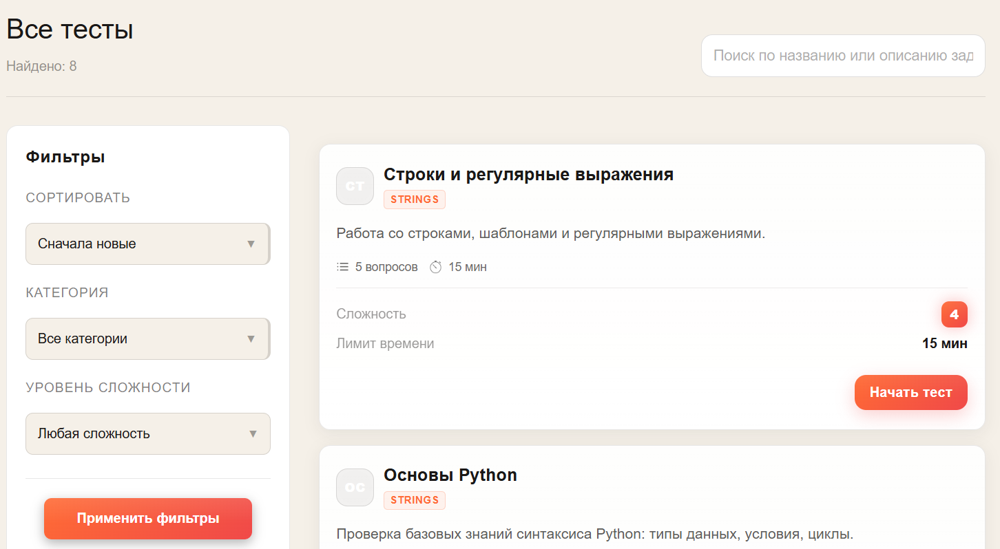 Все тесты
Найдено: 8
Поиск по названию или описанию зад
Фильтры
СОРТИРОВАТЬ
Сначала новые
КАТЕГОРИЯ
Все категории
УРОВЕНЬ СЛОЖНОСТИ
Любая сложность
Применить фильтры
СТ
Строки и регулярные выражения
STRINGS
Работа со строками, шаблонами и регулярными выражениями.
5 вопросов 15 мин
Сложность 4
Лимит времени 15 мин
Начать тест
ОС
Основы Python
STRINGS
Проверка базовых знаний синтаксиса Python: типы данных, условия, циклы.